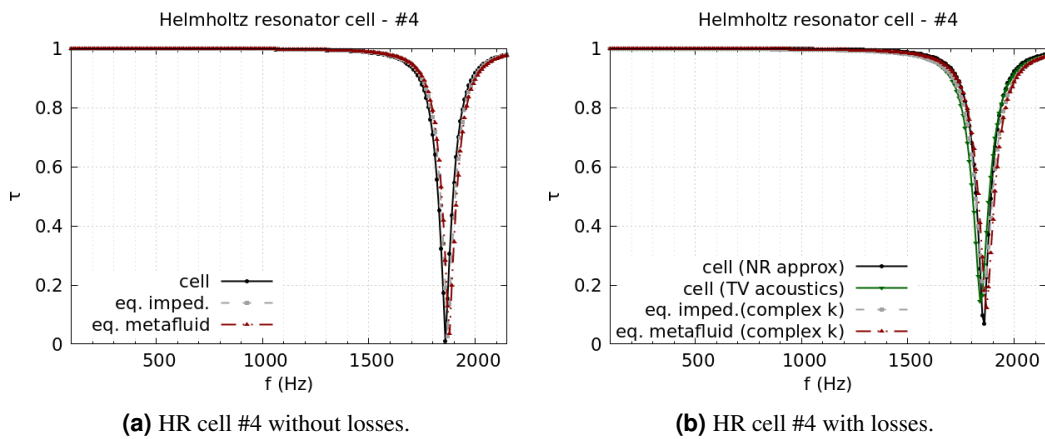 Helmholtz resonator cell - #4
1
0.8
0.6
0.4
0.2
0
τ
cell
eq. imped.
eq. metafluid
500
1000
1500
2000
f (Hz)
(a) HR cell #4 without losses.
Helmholtz resonator cell - #4
1
0.8
0.6
0.4
0.2
0
τ
cell (NR approx)
cell (TV acoustics)
eq. imped.(complex k)
eq. metafluid (complex k)
500
1000
1500
2000
f (Hz)
(b) HR cell #4 with losses.